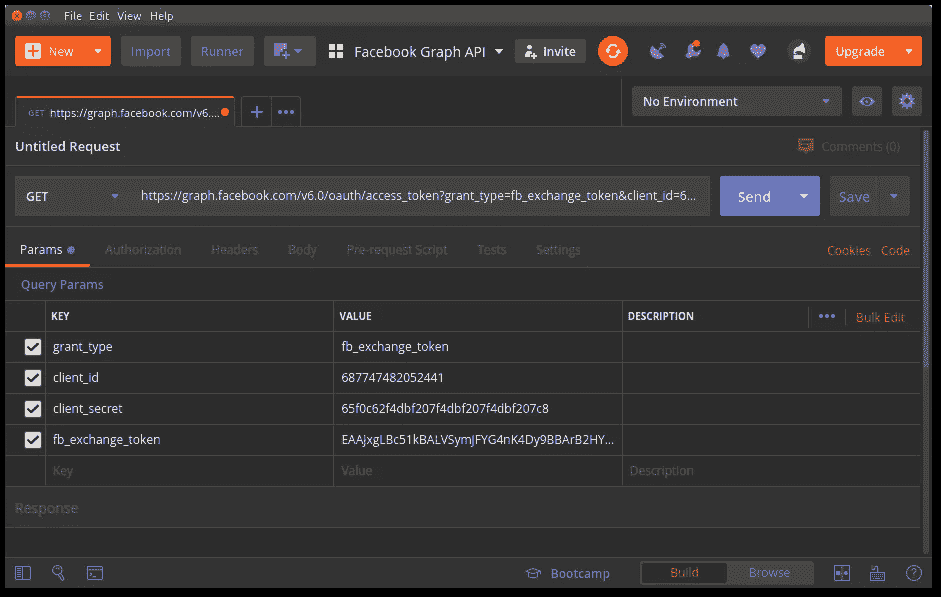 File Edit View Help
New Import Runner Facebook Graph API Invite Upgrade
GET https://graph.facebook.com/v6.... No Environment
Untitled Request Comments (0)
GET https://graph.facebook.com/v6.0/oauth/access_token?grant_type=fb_exchange_token&client_id=6... Send Save
Params Authorization Headers Body Pre-request Script Tests Settings Cookies Code
Query Params
KEY VALUE DESCRIPTION Bulk Edit
grant_type fb_exchange_token
client_id 687747482052441
client_secret 65f0c62f4dbf207f4dbf207f4dbf207c8
fb_exchange_token EAAjxgLBc51kBALVSymJFYG4nK4Dy9BBArB2HY...
Key Value Description
Response
Bootcamp Build Browse